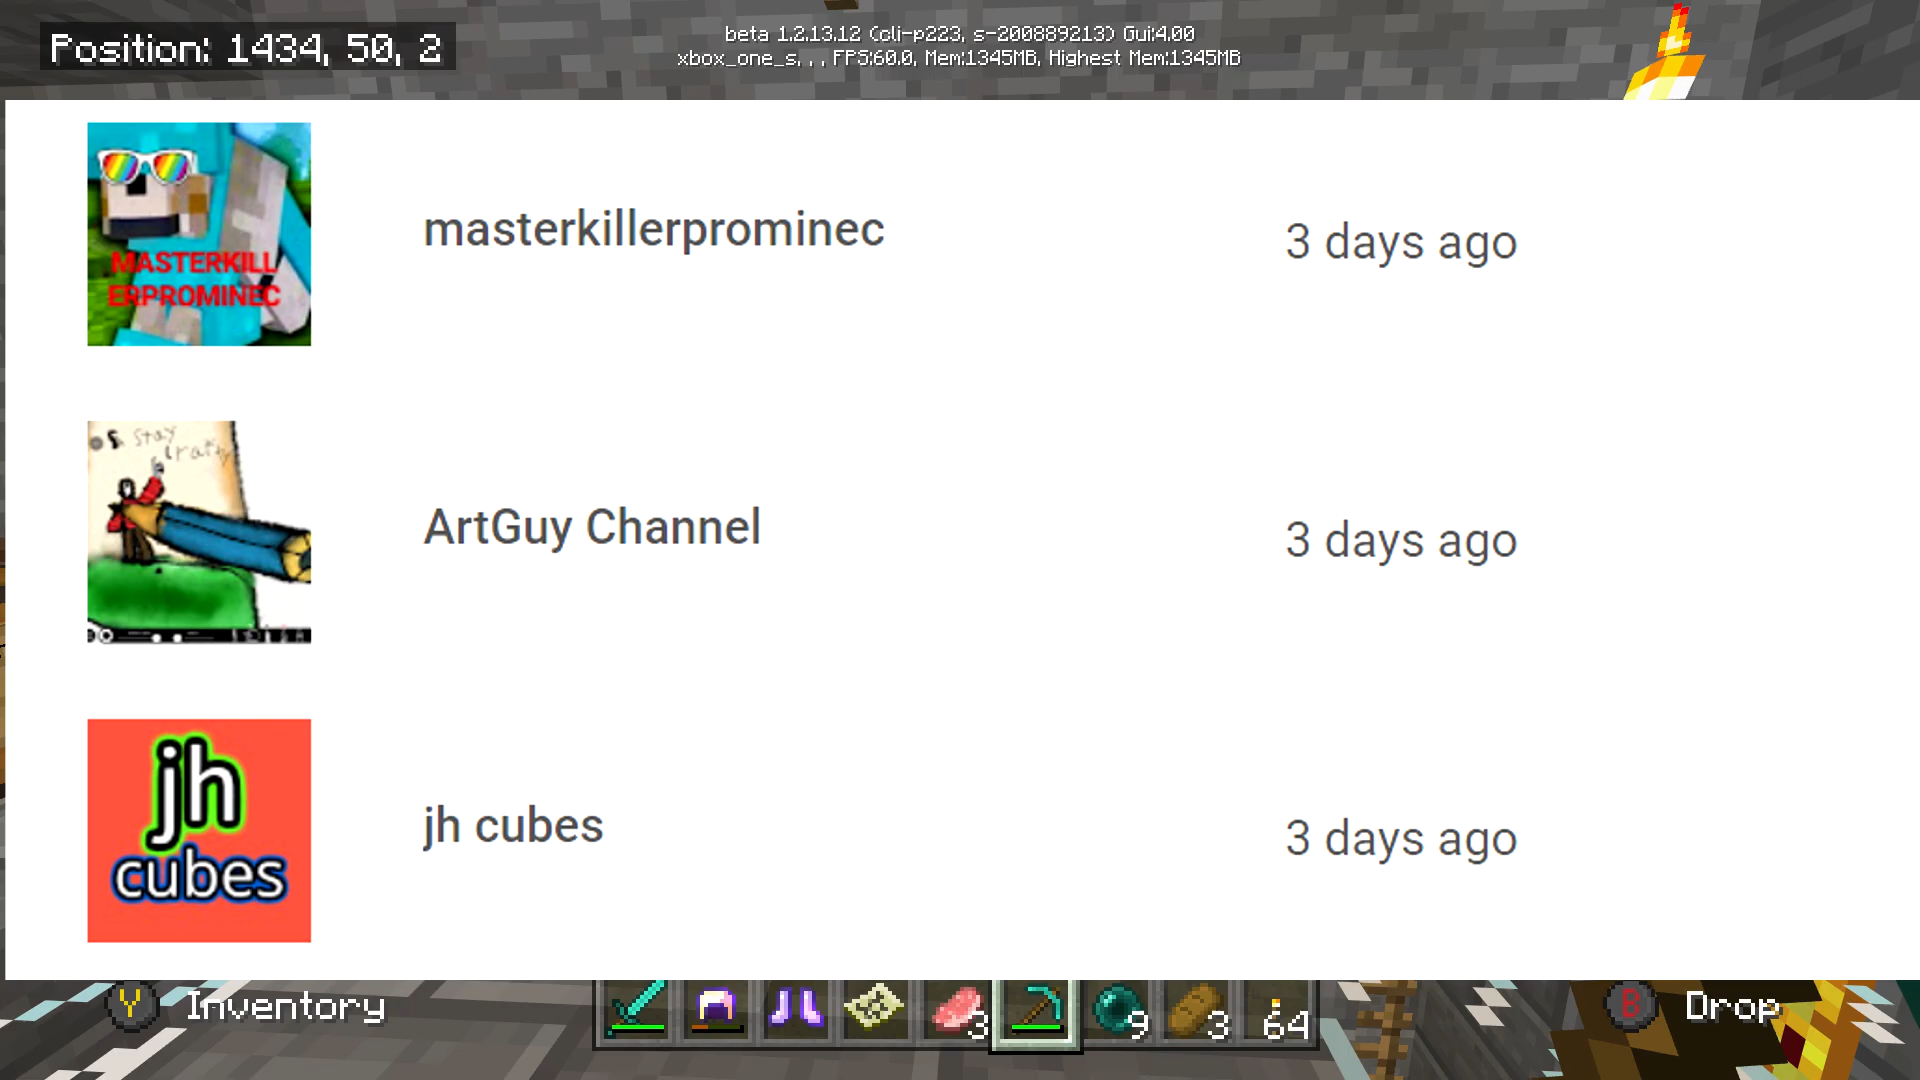 Position: 1434, 50, 2
beta 1.2.13.12 (cli-p223, s-200889213) Gui:4.00
xbox_one_s. . , FPS:60.0, Mem:1345MB, Highest Mem:1345MB
MASTERKILL
ERPROMINEC
masterkillerprominec
3 days ago
stay
ArtGuy Channel
3 days ago
jh
cubes
jh cubes
3 days ago
Y Inventory
3
9
3
64
B Drop